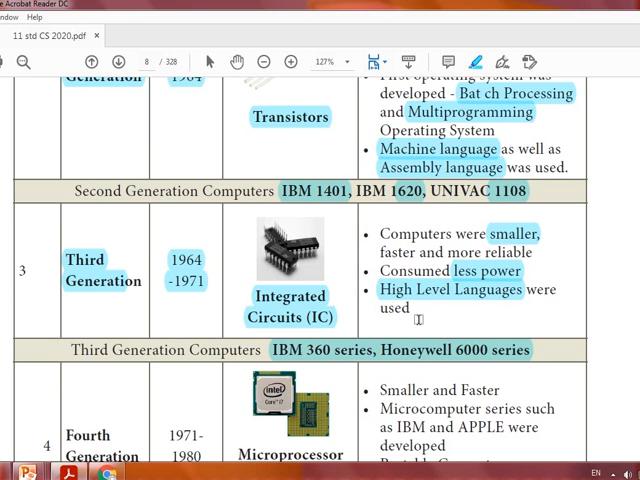 Acrobat Reader DC
ndow Help
11 std CS 2020.pdf ×
8 / 328 127%
Generation 1964
First operating system was
developed - Bat ch Processing
and Multiprogramming
Operating System
Transistors
• Machine language as well as
Assembly language was used.
Second Generation Computers IBM 1401, IBM 1620, UNIVAC 1108
3
Third
Generation
1964
-1971
Integrated
Circuits (IC)
• Computers were smaller,
faster and more reliable
• Consumed less power
• High Level Languages were
used
Third Generation Computers IBM 360 series, Honeywell 6000 series
4
Fourth
Generation
1971-
1980
intel
Core™ i7
Microprocessor
• Smaller and Faster
• Microcomputer series such
as IBM and APPLE were
developed
EN